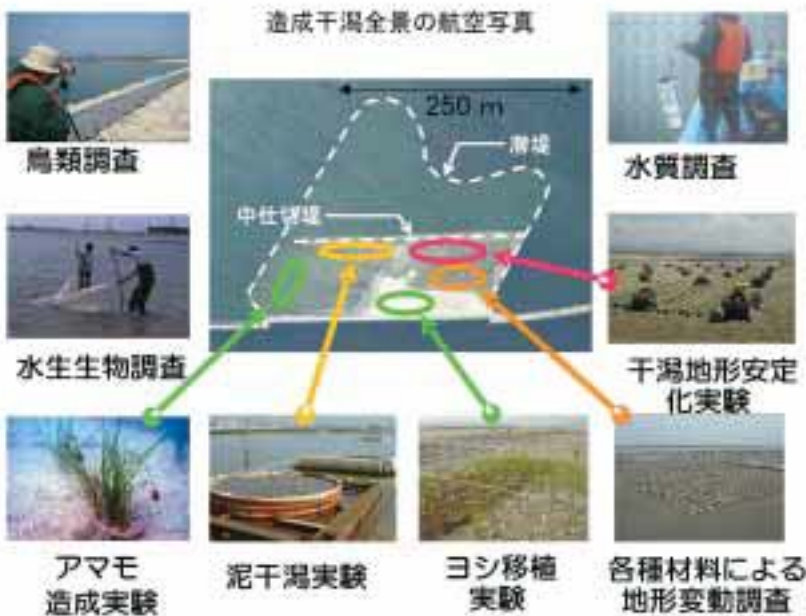 造成干潟全景の航空写真
250 m
潜堤
中仕切堤
鳥類調査
水質調査
水生生物調査
干潟地形安定
化実験
アマモ
造成実験
泥干潟実験
ヨシ移植
実験
各種材料による
地形変動調査